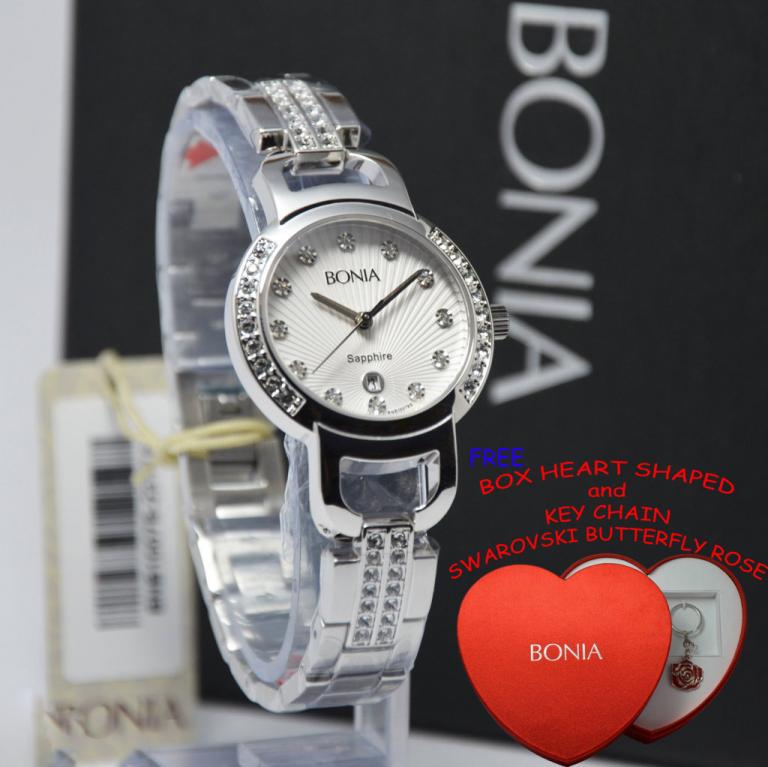 BONIA
BONIA
Sapphire
FREE
BOX HEART SHAPED
and
KEY CHAIN
SWAROVSKI BUTTERFLY ROSE
BONIA
BONIA